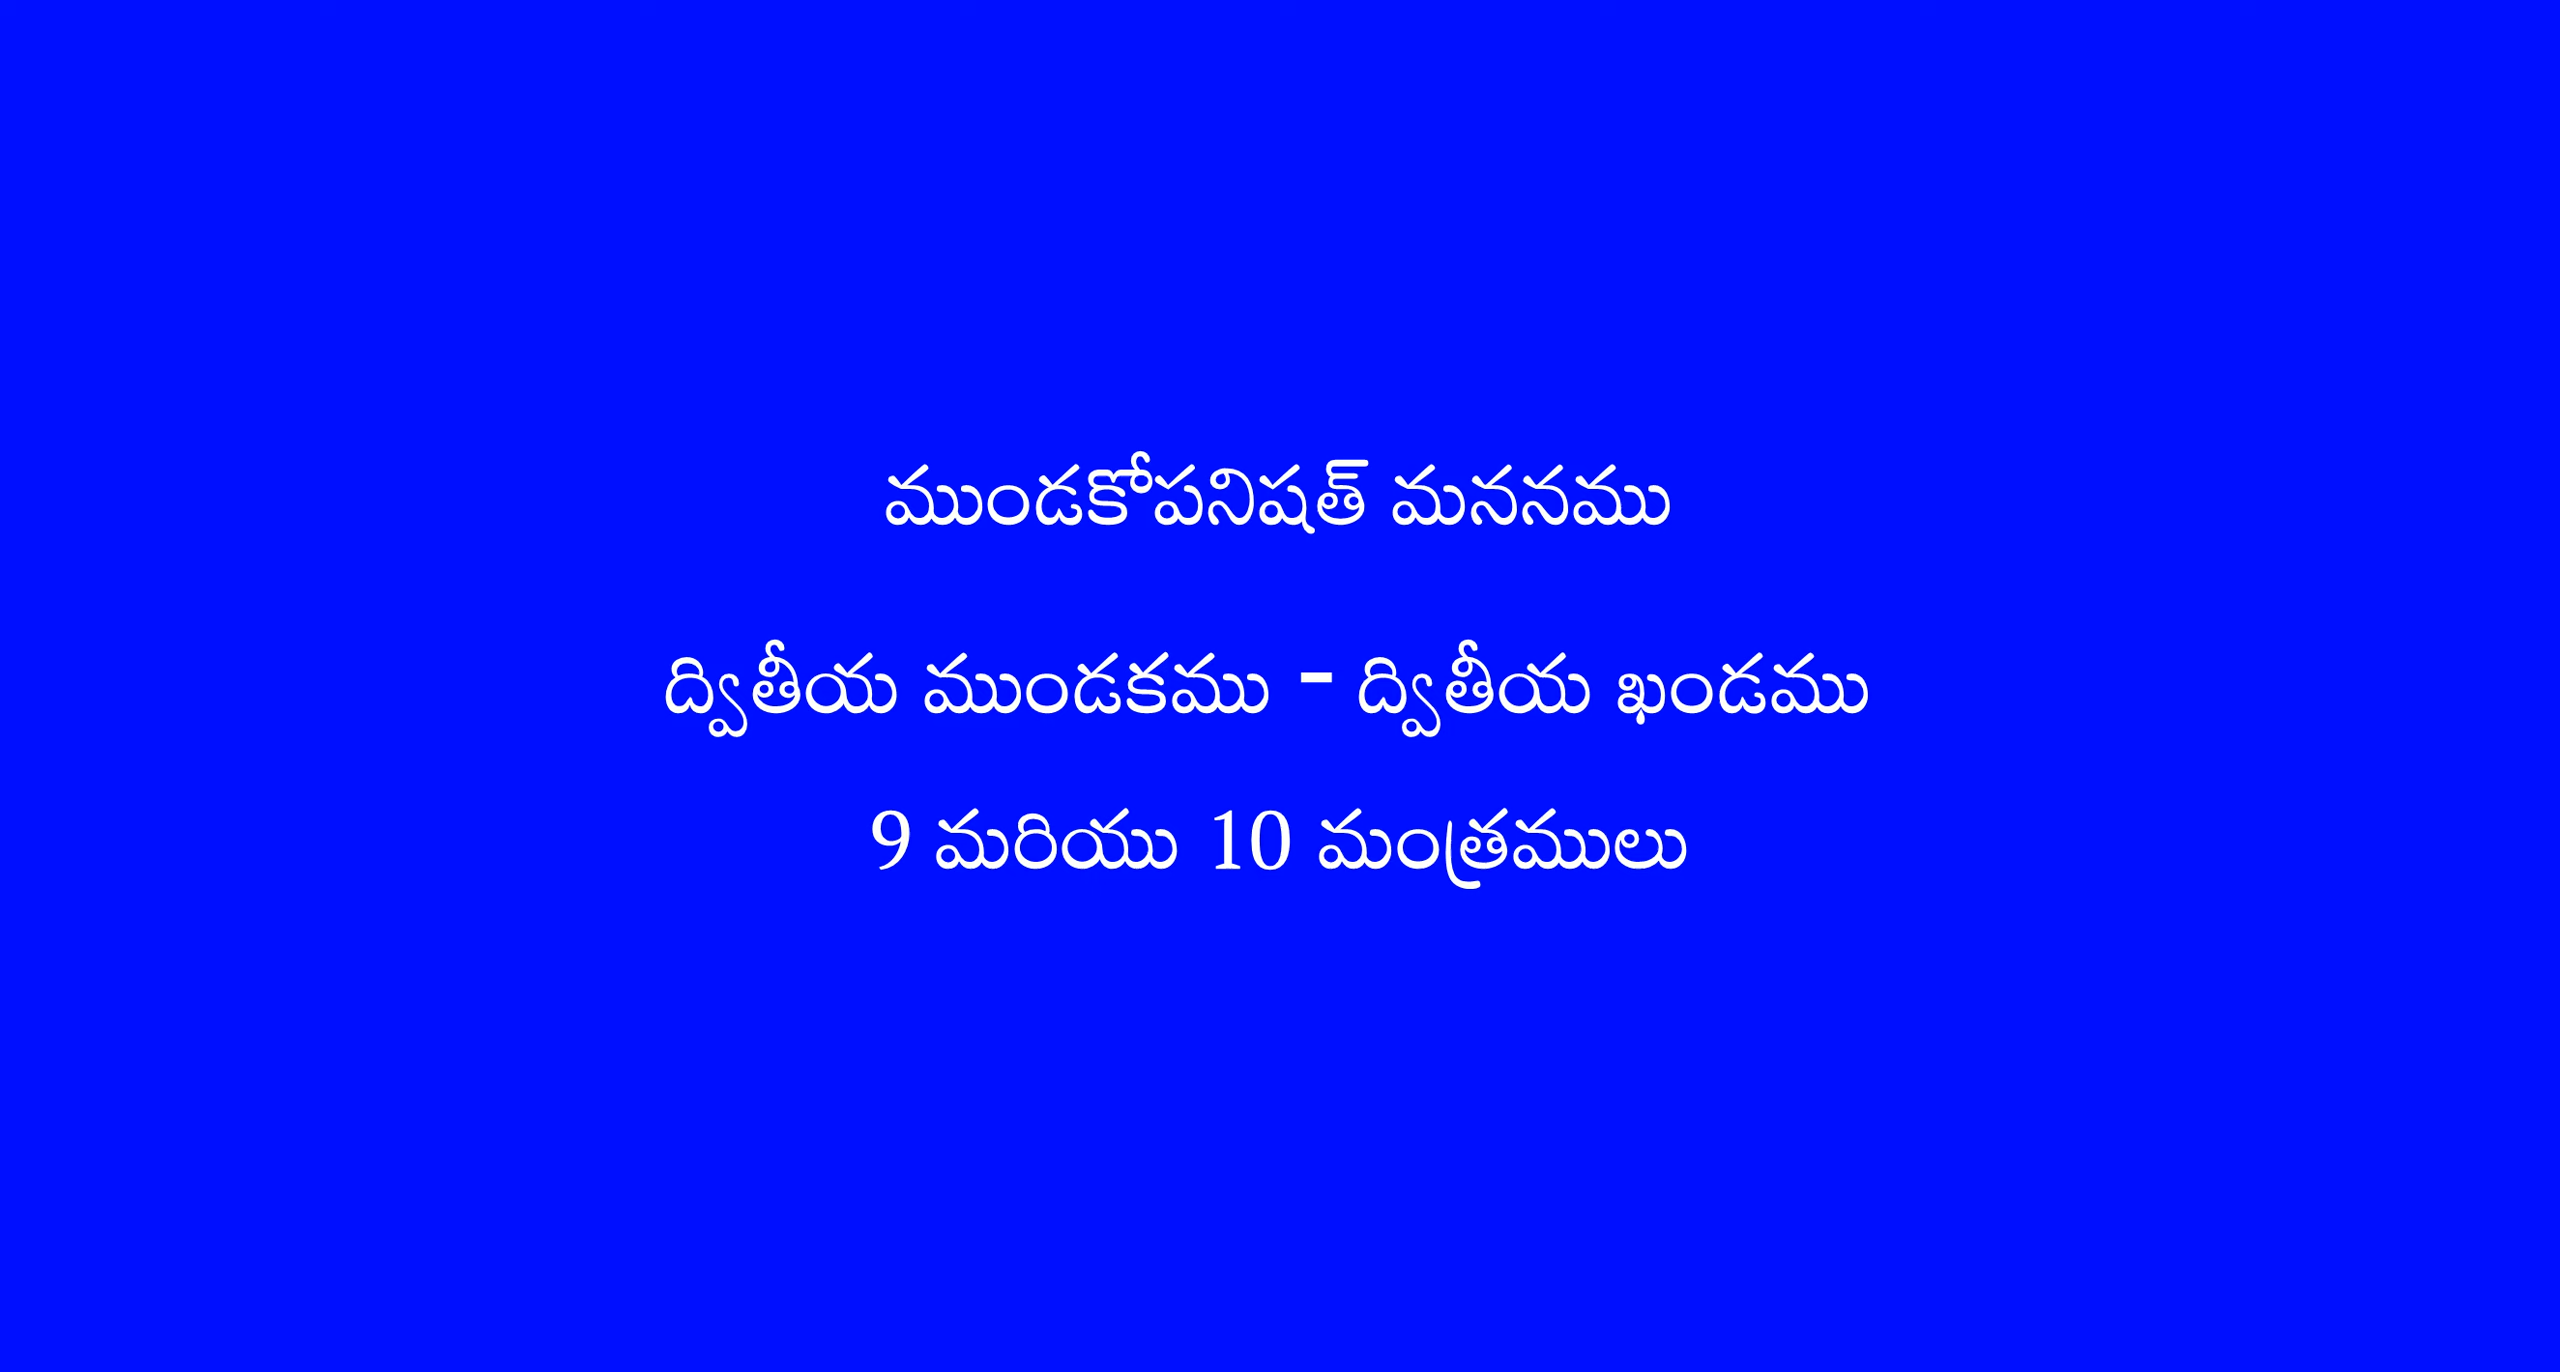 ముండకోపనిషత్ మననము
ద్వితీయ ముండకము - ద్వితీయ ఖండము
9 మరియు 10 మంత్రములు